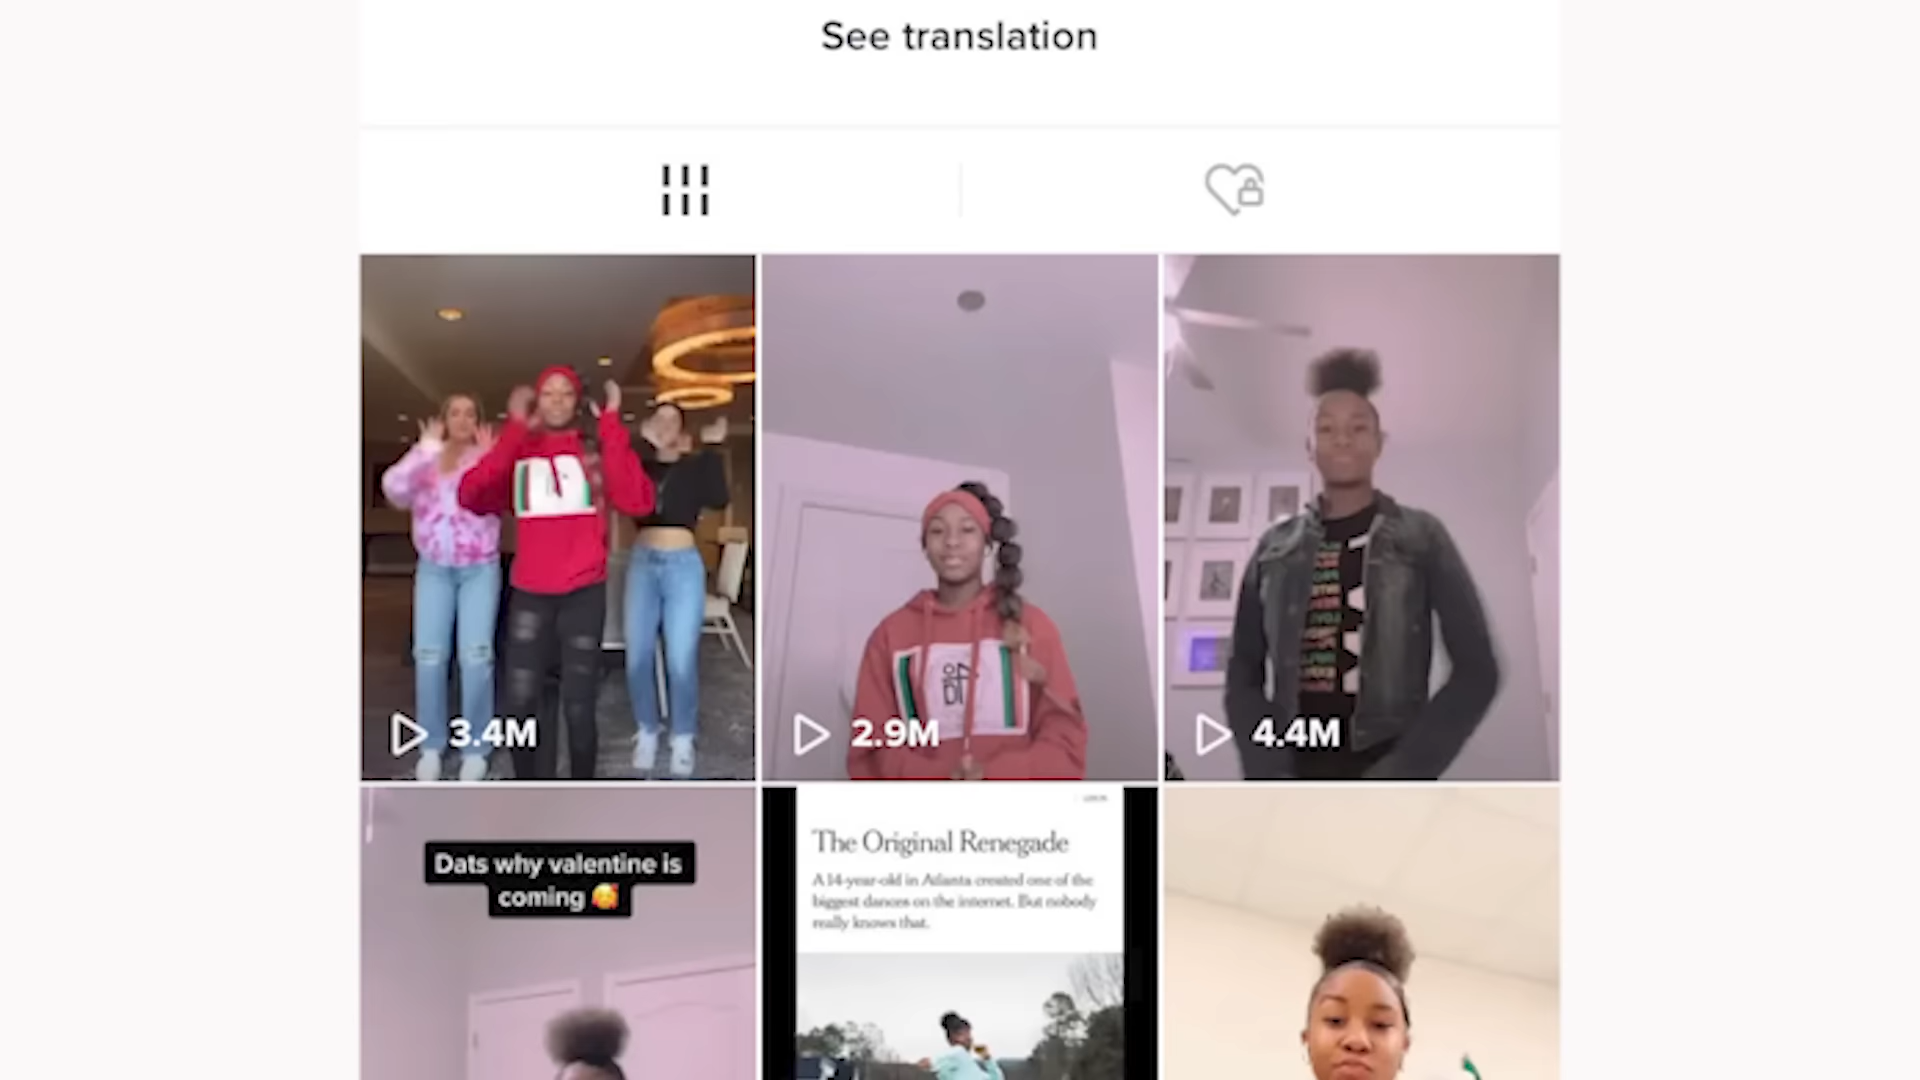 See translation
3.4M
2.9M
4.4M
Dats why valentine is
coming
The Original Renegade
A 14-year-old in Atlanta created one of the
biggest dances on the internet. But nobody
really knows that.